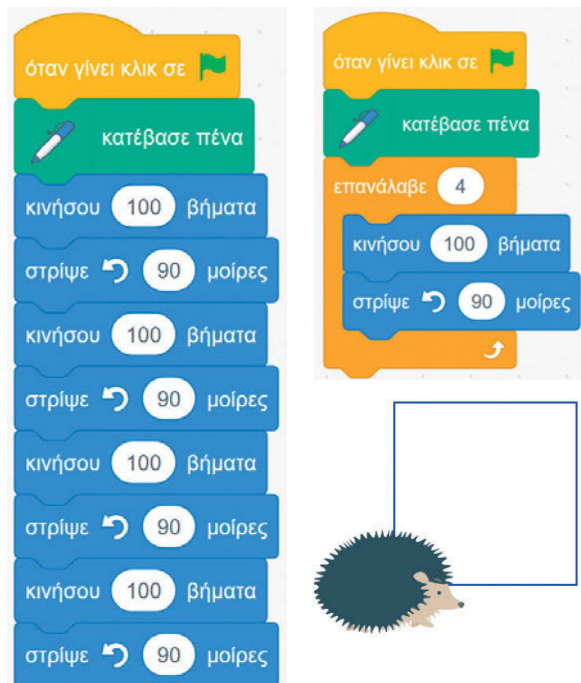 όταν γίνει κλικ σε
κατέβασε πένα
κινήσου 100 βήματα
στρίψε 90 μοίρες
κινήσου 100 βήματα
στρίψε 90 μοίρες
κινήσου 100 βήματα
στρίψε 90 μοίρες
κινήσου 100 βήματα
στρίψε 90 μοίρες
όταν γίνει κλικ σε
κατέβασε πένα
επανάλαβε 4
κινήσου 100 βήματα
στρίψε 90 μοίρες